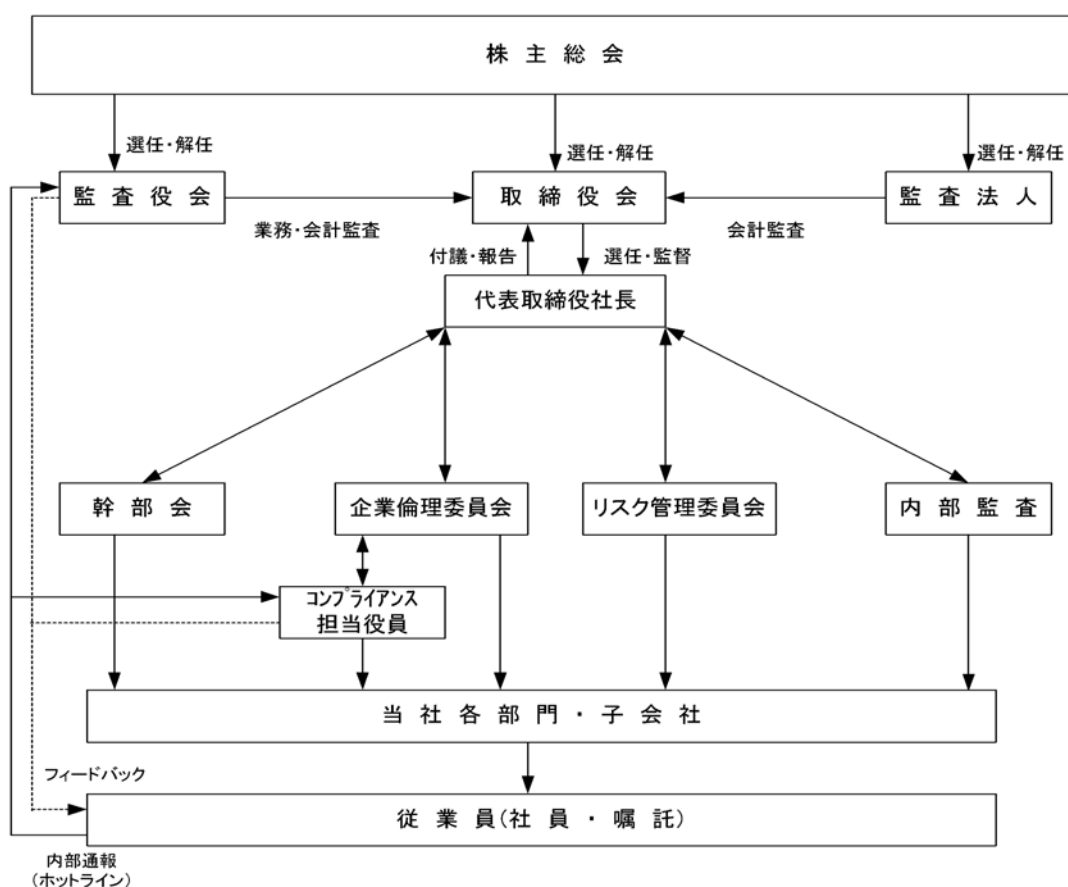 株主総会
選任・解任
選任・解任
選任・解任
監査役会
取締役会
監査法人
業務・会計監査
会計監査
付議・報告
選任・監督
代表取締役社長
幹部会
企業倫理委員会
リスク管理委員会
内部監査
コンプライアンス
担当役員
当社各部門・子会社
フィードバック
従業員(社員・嘱託)
内部通報
(ホットライン)